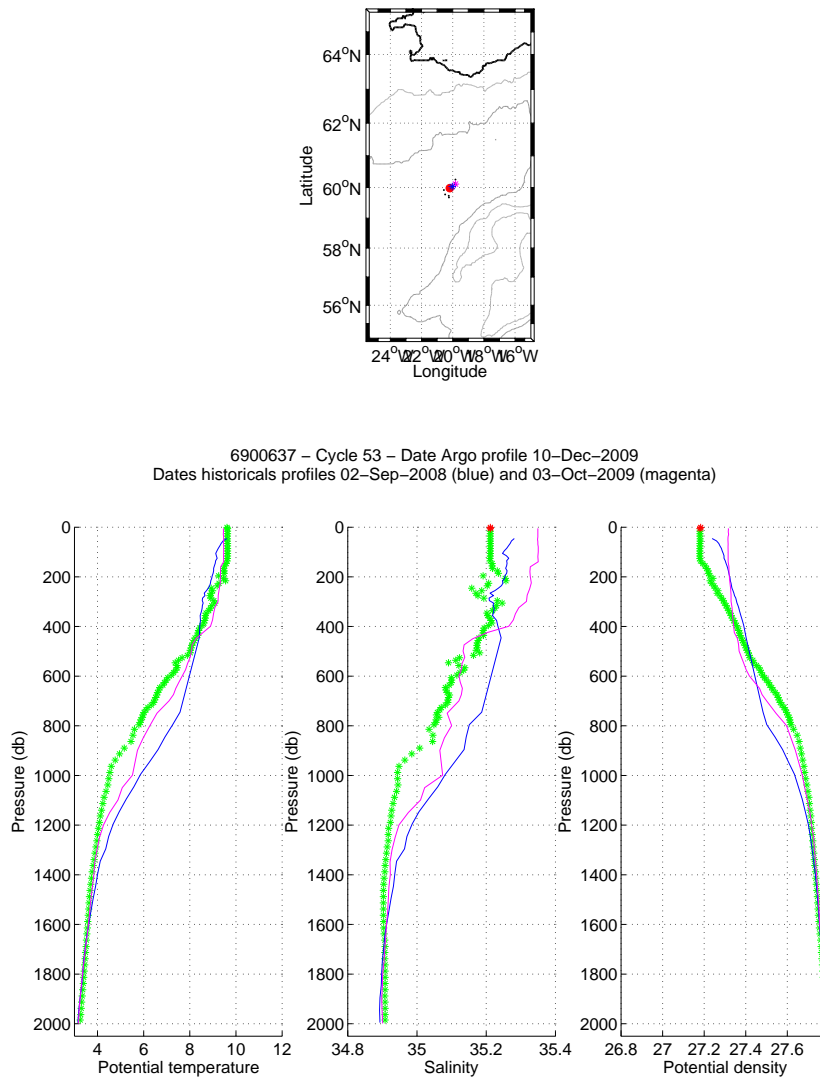 64°N
62°N
60°N
58°N
56°N
Latitude
24°W 22°W 20°W 18°W 16°W
Longitude
6900637 − Cycle 53 − Date Argo profile 10−Dec−2009
Dates historicals profiles 02−Sep−2008 (blue) and 03−Oct−2009 (magenta)
0
200
400
600
800
1000
1200
1400
1600
1800
2000
Pressure (db)
4 6 8 10 12
Potential temperature
0
200
400
600
800
1000
1200
1400
1600
1800
2000
Pressure (db)
34.8 35 35.2 35.4
Salinity
0
200
400
600
800
1000
1200
1400
1600
1800
2000
Pressure (db)
26.8 27 27.2 27.4 27.6
Potential density